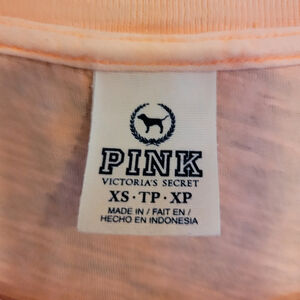 PINK
VICTORIA'S SECRET
XS · TP · XP
MADE IN / FAIT EN /
HECHO EN INDONESIA